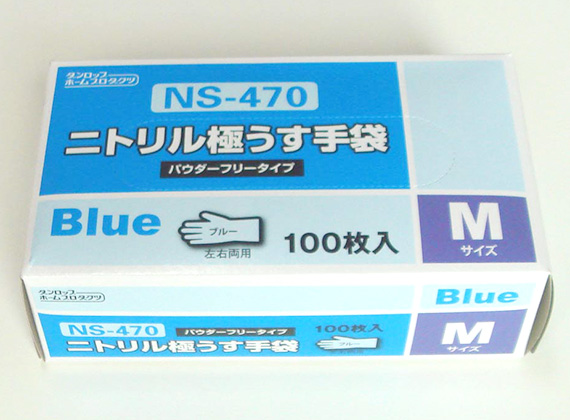 ダンロップ
ホームプロダクツ
NS-470
ニトリル極うす手袋
パウダーフリータイプ
Blue
ブルー
左右両用
100枚入
M
サイズ
ダンロップ
ホームプロダクツ
Blue
NS-470
パウダーフリータイプ
100枚入
ニトリル極うす手袋
ブルー
左右両用
M
サイズ